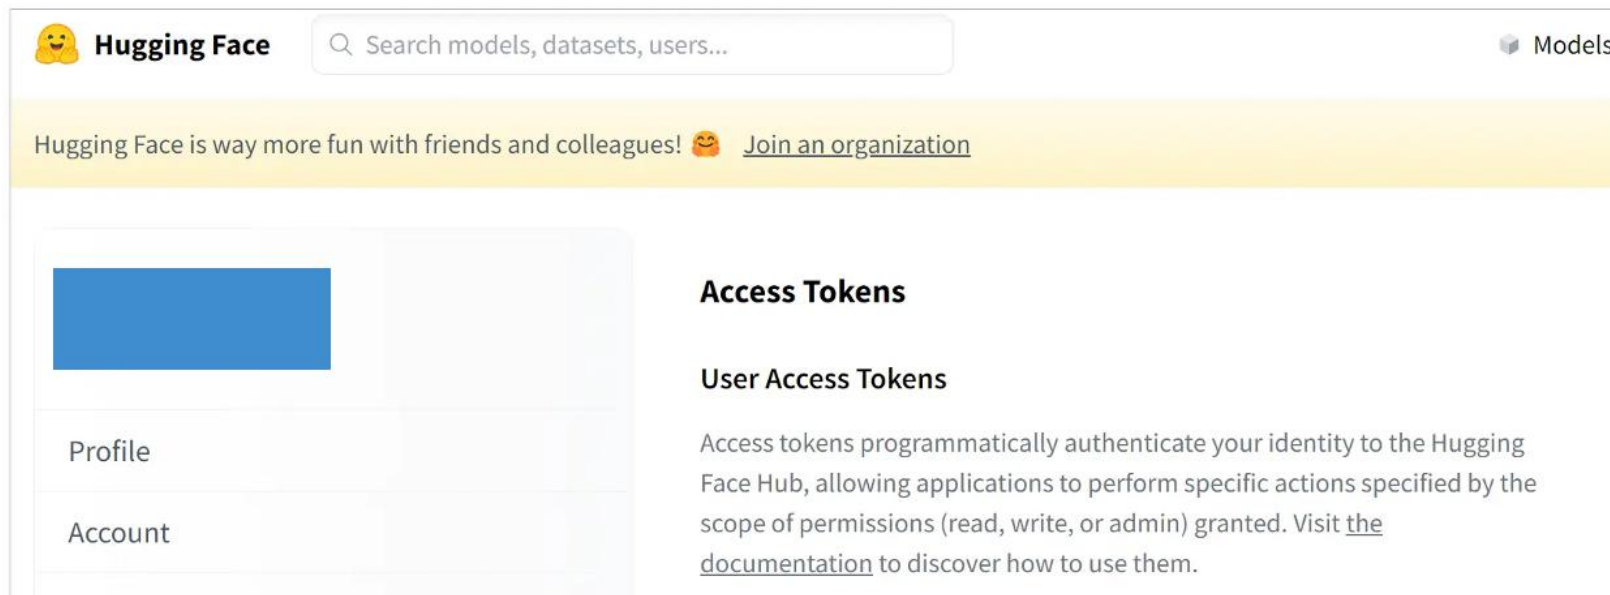 Hugging Face
Search models, datasets, users...
Models
Hugging Face is way more fun with friends and colleagues! 🤗 Join an organization
Profile
Account
Access Tokens
User Access Tokens
Access tokens programmatically authenticate your identity to the Hugging
Face Hub, allowing applications to perform specific actions specified by the
scope of permissions (read, write, or admin) granted. Visit the
documentation to discover how to use them.